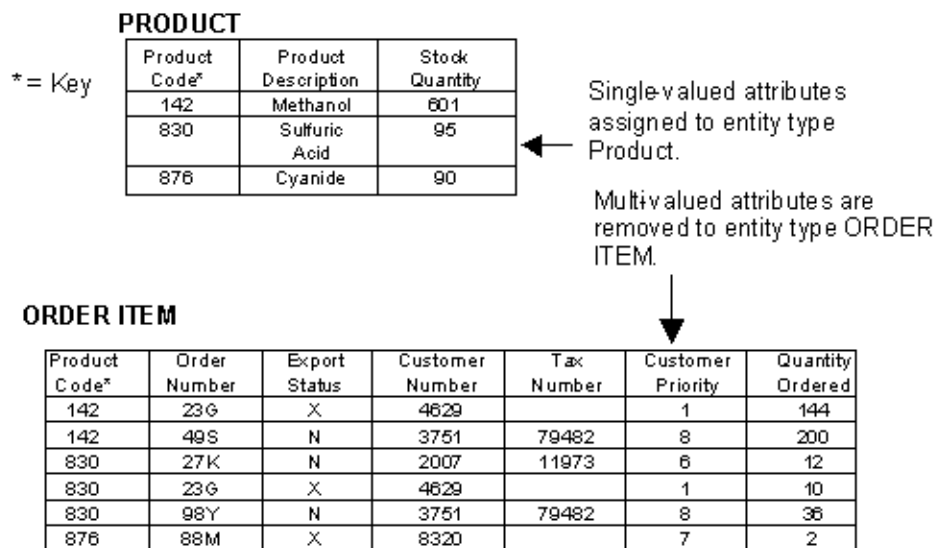 PRODUCT
* = Key
Product Code* Product Description Stock Quantity
142 Methanol 601
830 Sulfuric Acid 95
876 Cyanide 90
Single-valued attributes
assigned to entity type
Product.
Multi-valued attributes are
removed to entity type ORDER
ITEM.
ORDER ITEM
Product Code* Order Number Export Status Customer Number Tax Number Customer Priority Quantity Ordered
142 23G X 4629 1 144
142 49S N 3751 79482 8 200
830 27K N 2007 11973 6 12
830 23G X 4629 1 10
830 98Y N 3751 79482 8 36
876 88M X 8320 7 2